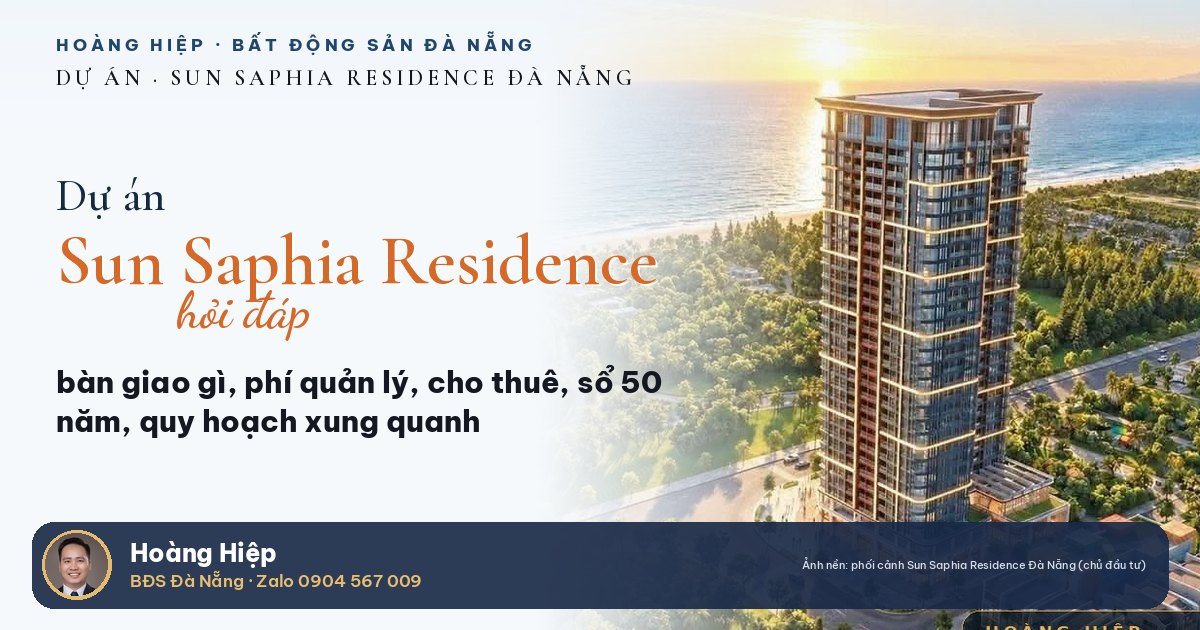 HOÀNG HIỆP · BẤT ĐỘNG SẢN ĐÀ NẴNG
DỰ ÁN · SUN SAPHIA RESIDENCE ĐÀ NẴNG
Dự án
Sun Saphia Residence
hỏi đáp
bàn giao gì, phí quản lý, cho thuê, sổ 50
năm, quy hoạch xung quanh
Hoàng Hiệp
BĐS Đà Nẵng · Zalo 0904 567 009
Ảnh nền: phối cảnh Sun Saphia Residence Đà Nẵng (chủ đầu tư)
HOÀNG HIỆP